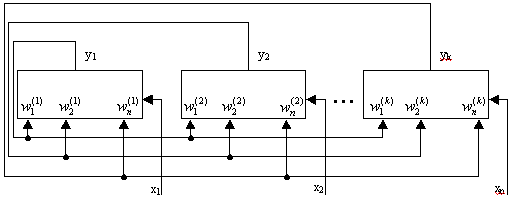 y₁ y₂ yₖ
w₁⁽¹⁾ w₂⁽¹⁾ wₙ⁽¹⁾ w₁⁽²⁾ w₂⁽²⁾ wₙ⁽²⁾ ... w₁⁽ᵏ⁾ w₂⁽ᵏ⁾ wₙ⁽ᵏ⁾
x₁ x₂ xₙ